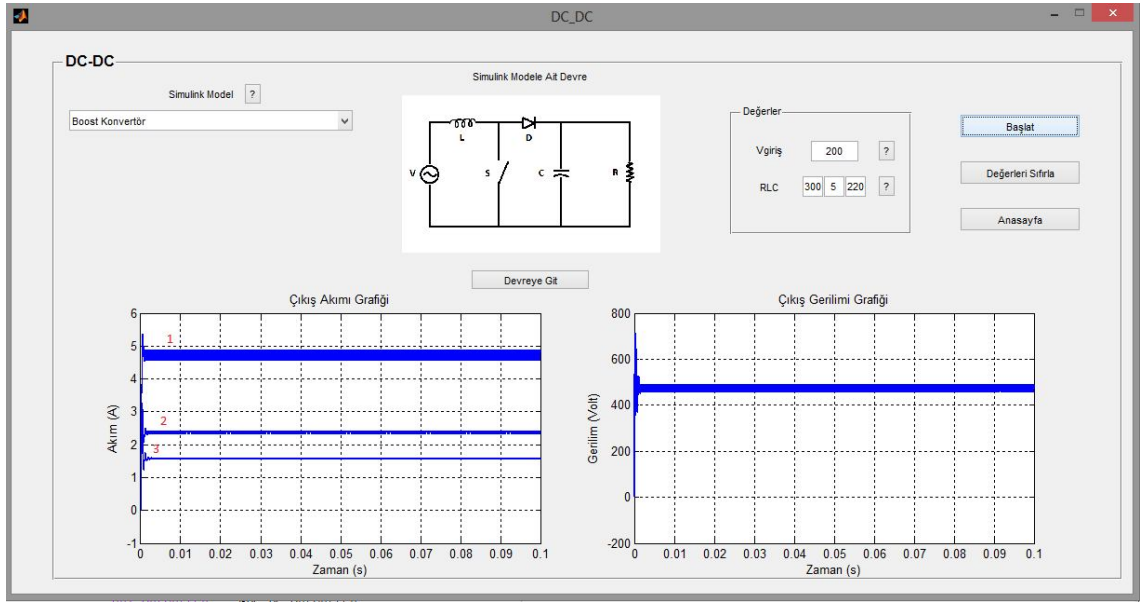 DC_DC
DC-DC
Simulink Model ?
Boost Konvertör
Simulink Modele Ait Devre
L
D
V
S
C
R
Değerler
Vgiriş 200 ?
RLC 300 5 220 ?
Başlat
Değerleri Sıfırla
Anasayfa
Devreye Git
Çıkış Akımı Grafiği
Akım (A)
6
5
4
3
2
1
0
-1
1
2
3
0 0.01 0.02 0.03 0.04 0.05 0.06 0.07 0.08 0.09 0.1
Zaman (s)
Çıkış Gerilimi Grafiği
Gerilim (Volt)
800
600
400
200
0
-200
0 0.01 0.02 0.03 0.04 0.05 0.06 0.07 0.08 0.09 0.1
Zaman (s)